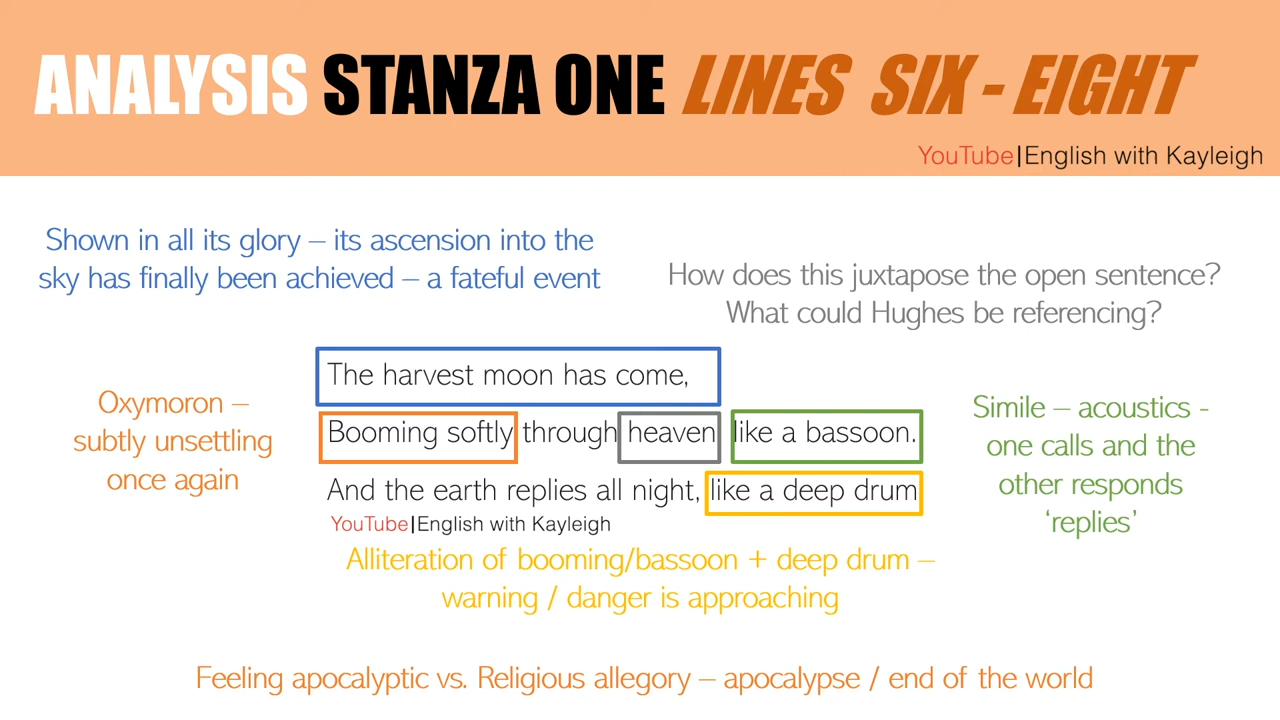 ANALYSIS STANZA ONE LINES SIX - EIGHT
YouTube|English with Kayleigh
Shown in all its glory – its ascension into the
sky has finally been achieved – a fateful event
How does this juxtapose the open sentence?
What could Hughes be referencing?
The harvest moon has come,
Booming softly through heaven like a bassoon.
And the earth replies all night, like a deep drum
YouTube|English with Kayleigh
Oxymoron –
subtly unsettling
once again
Simile – acoustics -
one calls and the
other responds
‘replies’
Alliteration of booming/bassoon + deep drum –
warning / danger is approaching
Feeling apocalyptic vs. Religious allegory – apocalypse / end of the world